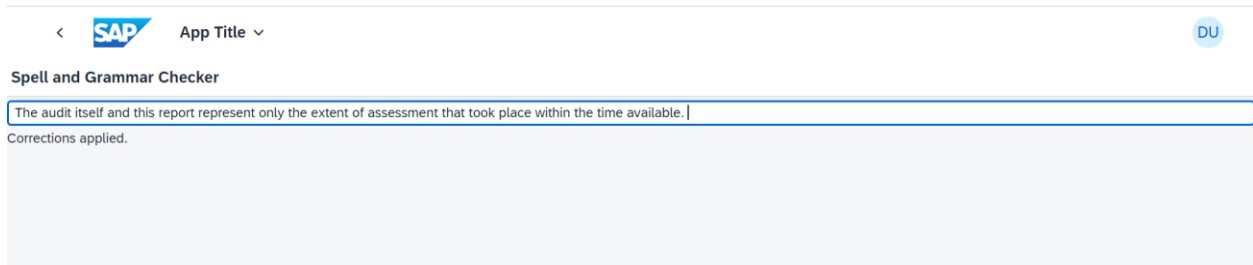 SAP App Title DU
Spell and Grammar Checker
The audit itself and this report represent only the extent of assessment that took place within the time available.
Corrections applied.